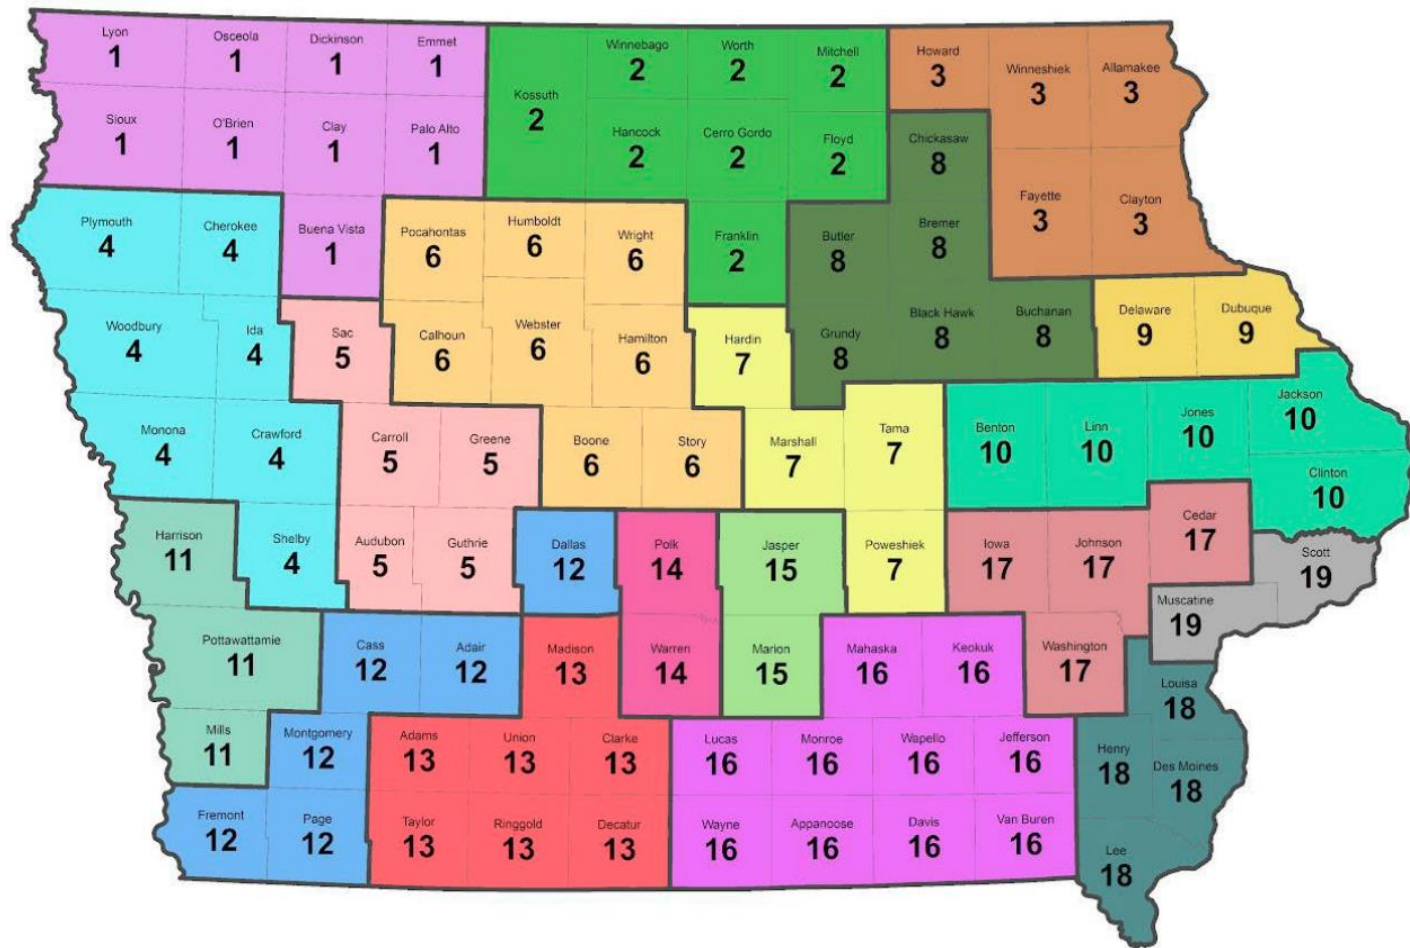 Lyon
1
Osceola
1
Dickinson
1
Emmet
1
Kossuth
2
Winnebago
2
Worth
2
Mitchell
2
Howard
3
Winneshiek
3
Allamakee
3
Sioux
1
O'Brien
1
Clay
1
Palo Alto
1
Hancock
2
Cerro Gordo
2
Floyd
2
Chickasaw
8
Fayette
3
Clayton
3
Plymouth
4
Cherokee
4
Buena Vista
1
Pocahontas
6
Humboldt
6
Wright
6
Franklin
2
Butler
8
Bremer
8
Woodbury
4
Ida
4
Sac
5
Calhoun
6
Webster
6
Hamilton
6
Hardin
7
Grundy
8
Black Hawk
8
Buchanan
8
Delaware
9
Dubuque
9
Monona
4
Crawford
4
Carroll
5
Greene
5
Boone
6
Story
6
Marshall
7
Tama
7
Benton
10
Linn
10
Jones
10
Jackson
10
Clinton
10
Harrison
11
Shelby
4
Audubon
5
Guthrie
5
Dallas
12
Polk
14
Jasper
15
Poweshiek
7
Iowa
17
Johnson
17
Cedar
17
Scott
19
Muscatine
19
Pottawattamie
11
Cass
12
Adair
12
Madison
13
Warren
14
Marion
15
Mahaska
16
Keokuk
16
Washington
17
Louisa
18
Mills
11
Montgomery
12
Adams
13
Union
13
Clarke
13
Lucas
16
Monroe
16
Wapello
16
Jefferson
16
Henry
18
Des Moines
18
Fremont
12
Page
12
Taylor
13
Ringgold
13
Decatur
13
Wayne
16
Appanoose
16
Davis
16
Van Buren
16
Lee
18